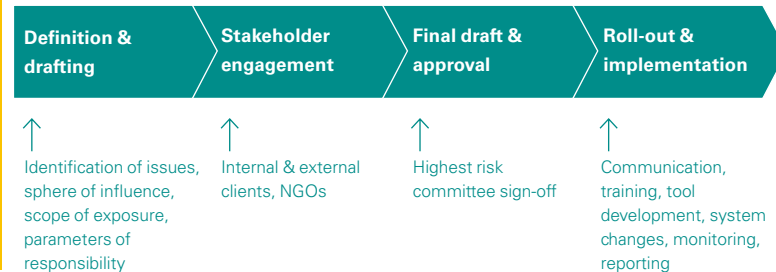 Definition &
drafting
Stakeholder
engagement
Final draft &
approval
Roll-out &
implementation
Identification of issues,
sphere of influence,
scope of exposure,
parameters of
responsibility
Internal & external
clients, NGOs
Highest risk
committee sign-off
Communication,
training, tool
development, system
changes, monitoring,
reporting